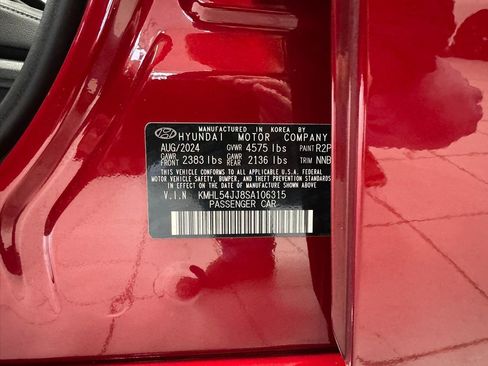 MANUFACTURED IN KOREA BY
HYUNDAI MOTOR COMPANY
AUG/2024 GVWR 4575 lbs PAINT R2P
GAWR FRONT 2383 lbs GAWR REAR 2136 lbs TRIM NNB
THIS VEHICLE CONFORMS TO ALL APPLICABLE U.S.A. FEDERAL
MOTOR VEHICLE SAFETY, BUMPER, AND THEFT PREVENTION
STANDARDS IN EFFECT ON THE DATE OF MANUFACTURE SHOWN ABOVE.
V.I.N KMHL54JJ8SA106315
PASSENGER CAR